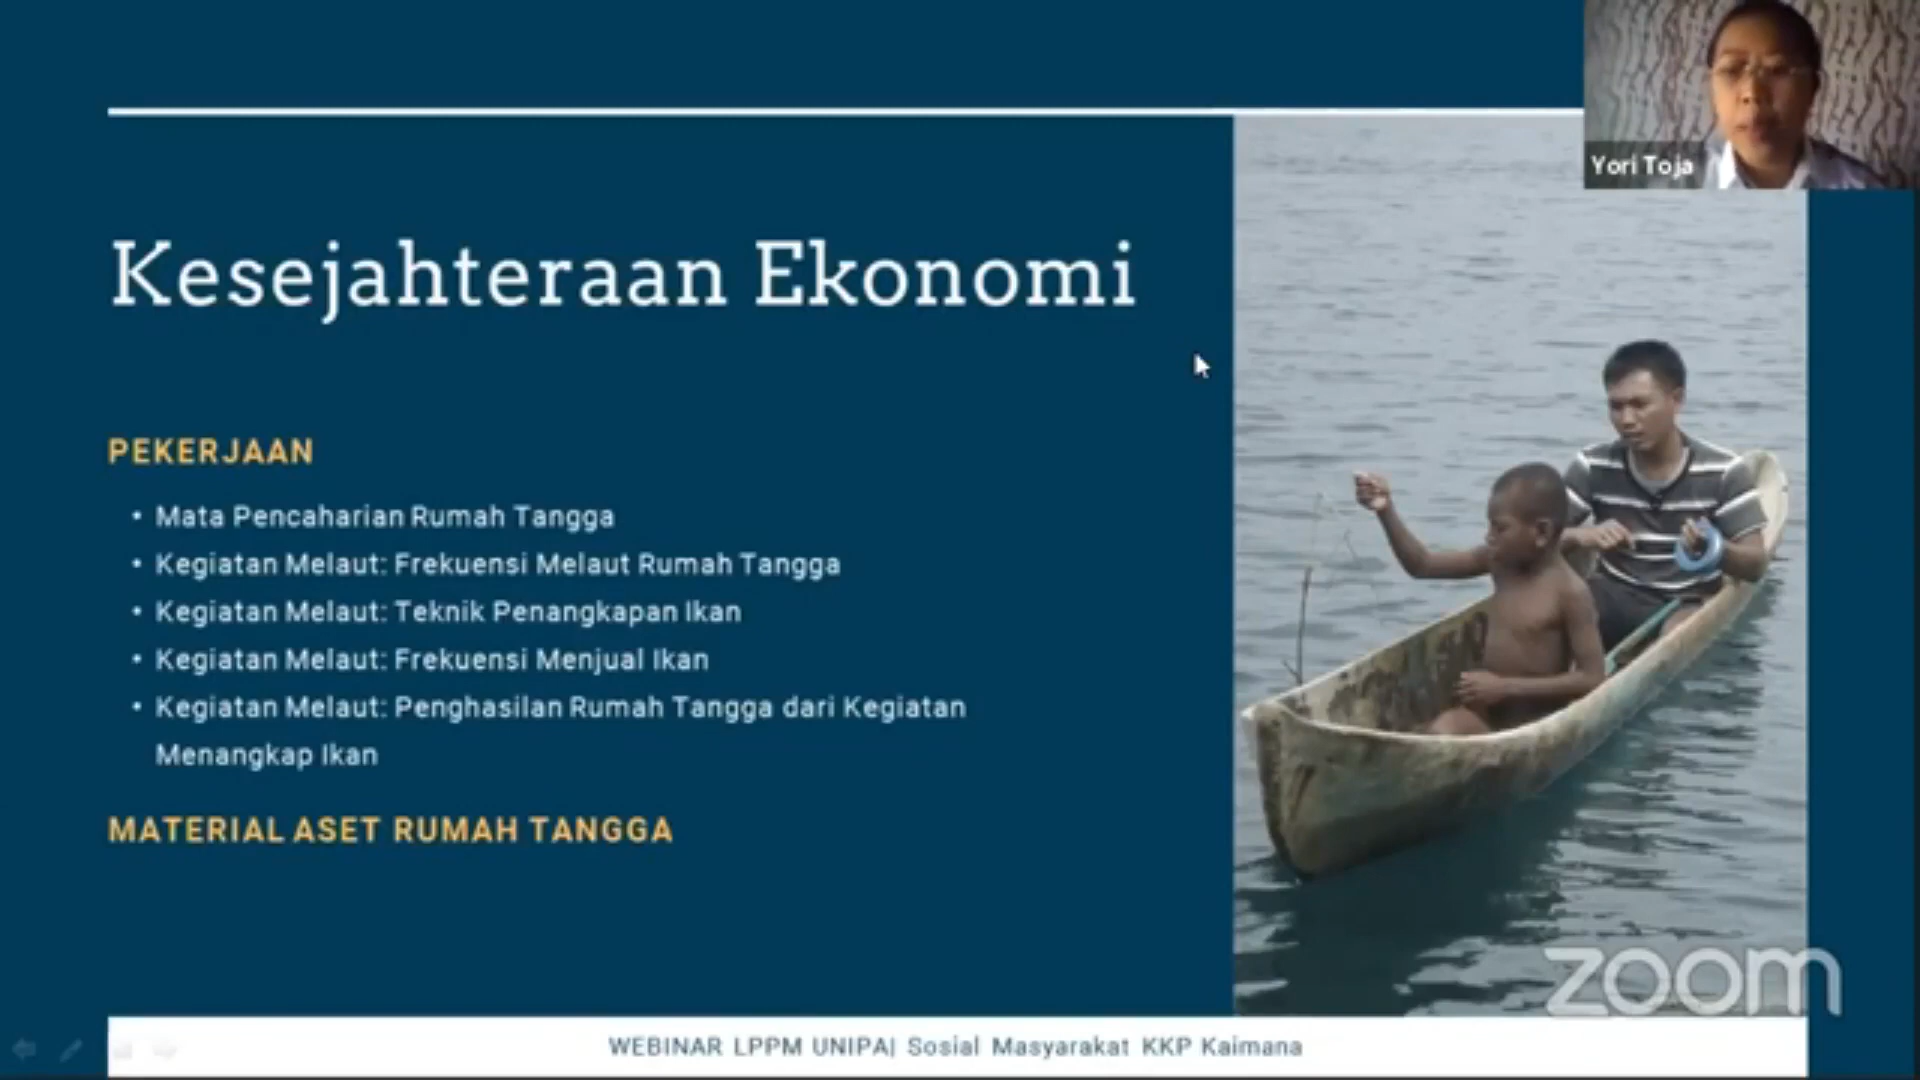 Yori Toja
Kesejahteraan Ekonomi
PEKERJAAN
• Mata Pencaharian Rumah Tangga
• Kegiatan Melaut: Frekuensi Melaut Rumah Tangga
• Kegiatan Melaut: Teknik Penangkapan Ikan
• Kegiatan Melaut: Frekuensi Menjual Ikan
• Kegiatan Melaut: Penghasilan Rumah Tangga dari Kegiatan
Menangkap Ikan
MATERIAL ASET RUMAH TANGGA
zoom
WEBINAR LPPM UNIPA| Sosial Masyarakat KKP Kaimana